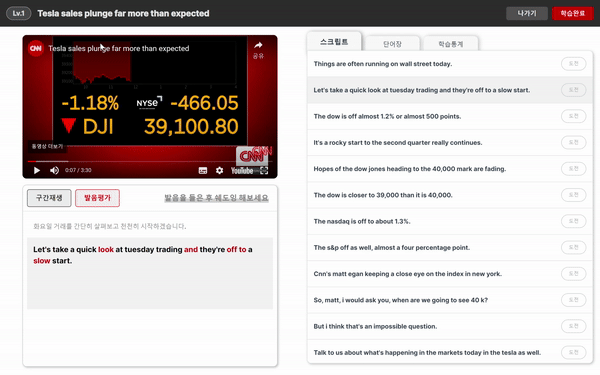 Lv.1 Tesla sales plunge far more than expected 나가기 학습완료
CNN Tesla sales plunge far more than expected
공유
-1.18% NYSE -466.05
▼ DJI 39,100.80
동영상 더보기
CNN
0:07 / 3:30 YouTube
구간재생 발음평가 발음을 들은 후 쉐도잉 해보세요
화요일 거래를 간단히 살펴보고 천천히 시작하겠습니다.
Let's take a quick look at tuesday trading and they're off to a
slow start.
스크립트 단어장 학습통계
Things are often running on wall street today. 도전
Let's take a quick look at tuesday trading and they're off to a slow start. 도전
The dow is off almost 1.2% or almost 500 points. 도전
It's a rocky start to the second quarter really continues. 도전
Hopes of the dow jones heading to the 40,000 mark are fading. 도전
The dow is closer to 39,000 than it is 40,000. 도전
The nasdaq is off to about 1.3%. 도전
The s&p off as well, almost a four percentage point. 도전
Cnn's matt egan keeping a close eye on the index in new york. 도전
So, matt, i would ask you, when are we going to see 40 k? 도전
But i think that's an impossible question. 도전
Talk to us about what's happening in the markets today in the tesla as well. 도전